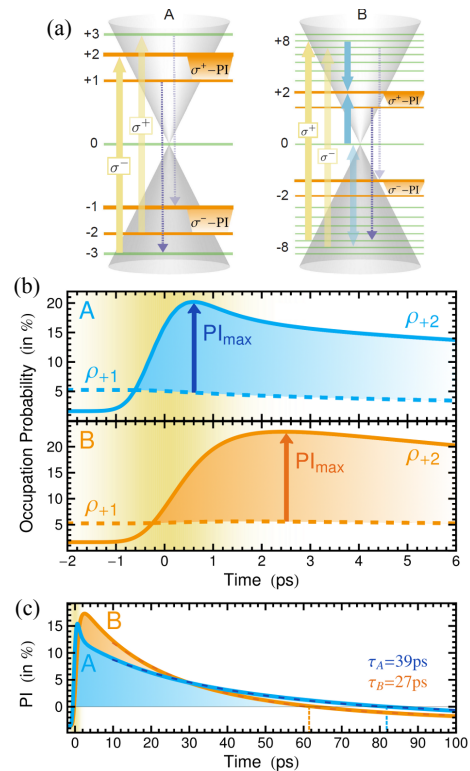 (a)
A
B
+3
+2
+1
0
-1
-2
-3
σ⁻
σ⁺
σ⁺−PI
σ⁻−PI
+8
+2
0
-2
-8
σ⁺
σ⁻
σ⁺−PI
σ⁻−PI
(b)
Occupation Probability (in %)
20
15
10
5
A
ρ₊₁
PI_max
ρ₊₂
20
15
10
5
B
ρ₊₁
PI_max
ρ₊₂
−2 −1 0 1 2 3 4 5 6
Time (ps)
(c)
PI (in %)
15
10
5
0
B
A
τ_A=39ps
τ_B=27ps
0 10 20 30 40 50 60 70 80 90 100
Time (ps)